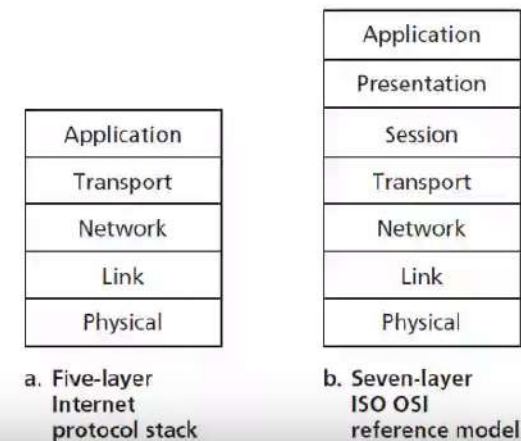 Application
Transport
Network
Link
Physical
a. Five-layer
Internet
protocol stack
Application
Presentation
Session
Transport
Network
Link
Physical
b. Seven-layer
ISO OSI
reference model